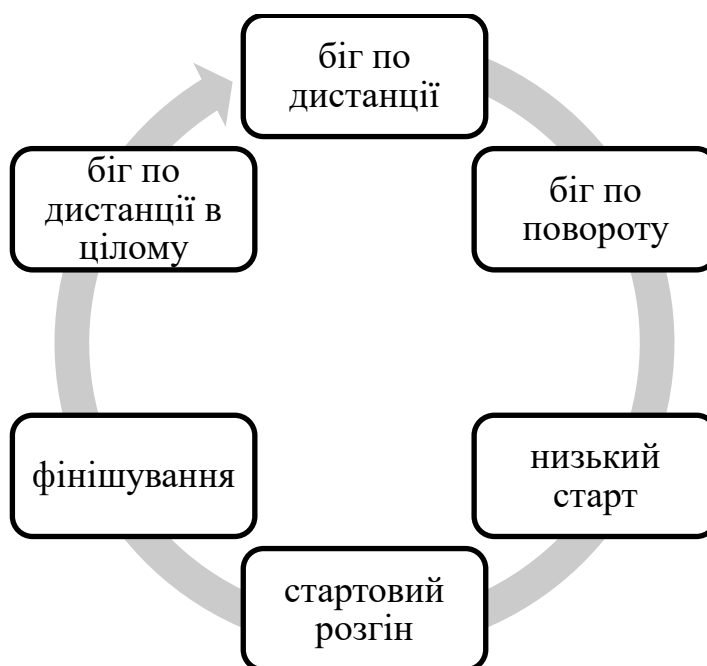 біг по
дистанції
біг по
повороту
низький
старт
стартовий
розгін
фінішування
біг по
дистанції в
цілому